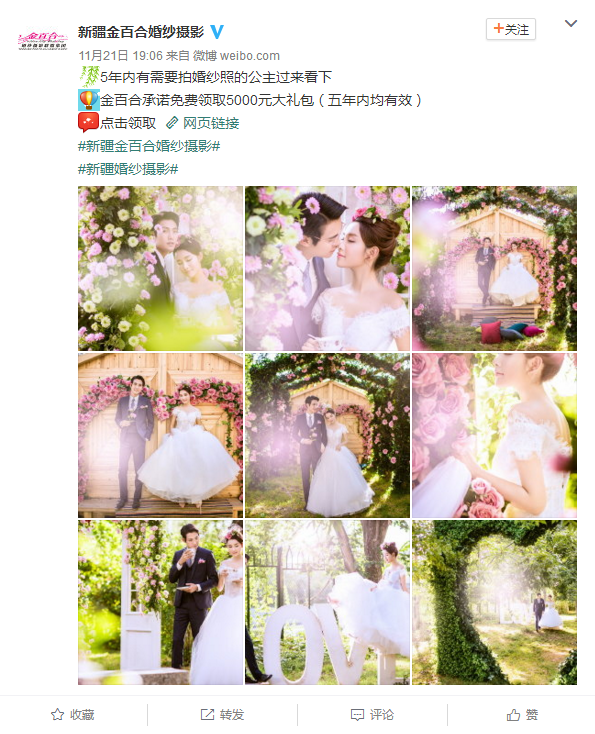 新疆金百合婚纱摄影
+关注
11月21日 19:06 来自 微博 weibo.com
5年内有需要拍婚纱照的公主过来看下
金百合承诺免费领取5000元大礼包（五年内均有效）
点击领取 网页链接
#新疆金百合婚纱摄影#
#新疆婚纱摄影#
收藏 转发 评论 赞